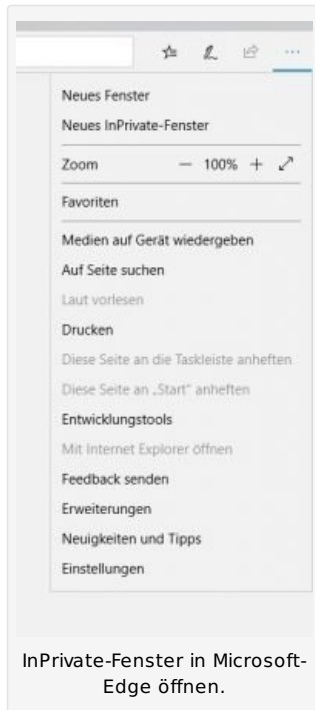 Neues Fenster
Neues InPrivate-Fenster
Zoom — 100% +
Favoriten
Medien auf Gerät wiedergeben
Auf Seite suchen
Laut vorlesen
Drucken
Diese Seite an die Taskleiste anheften
Diese Seite an „Start" anheften
Entwicklungstools
Mit Internet Explorer öffnen
Feedback senden
Erweiterungen
Neuigkeiten und Tipps
Einstellungen
InPrivate-Fenster in Microsoft-
Edge öffnen.